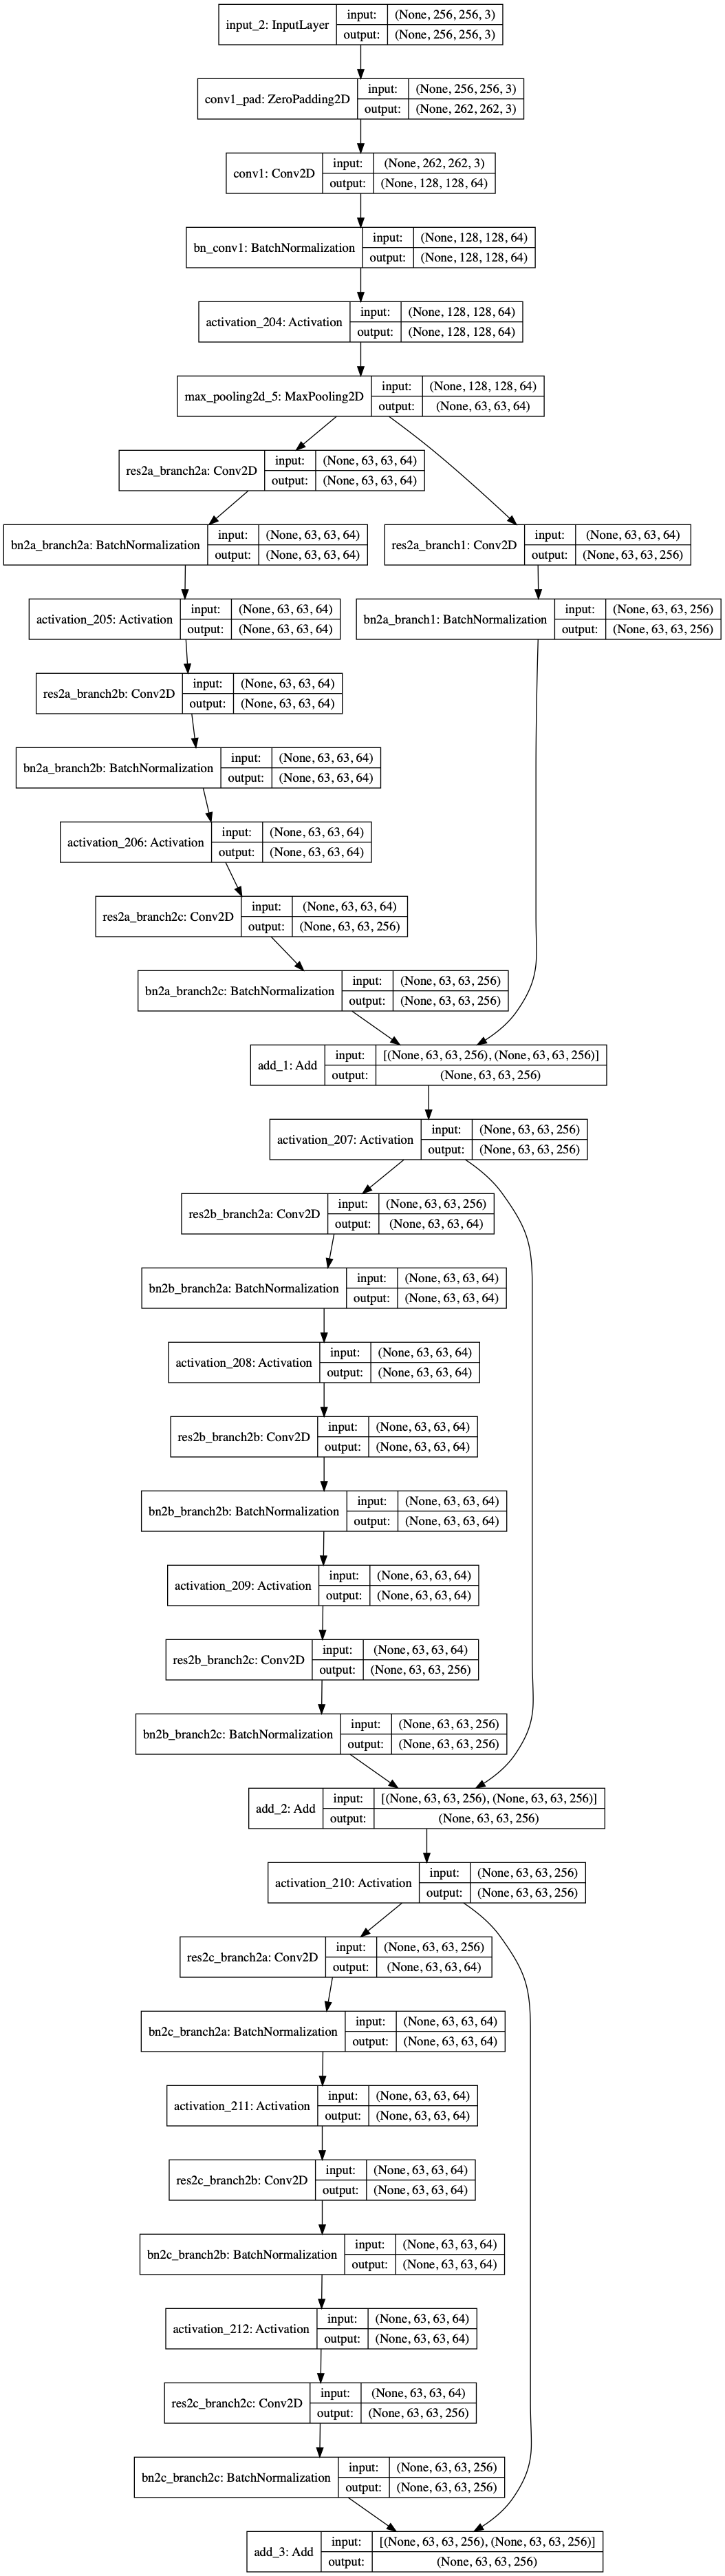 input_2: InputLayer
input: (None, 256, 256, 3)
output: (None, 256, 256, 3)
conv1_pad: ZeroPadding2D
input: (None, 256, 256, 3)
output: (None, 262, 262, 3)
conv1: Conv2D
input: (None, 262, 262, 3)
output: (None, 128, 128, 64)
bn_conv1: BatchNormalization
input: (None, 128, 128, 64)
output: (None, 128, 128, 64)
activation_204: Activation
input: (None, 128, 128, 64)
output: (None, 128, 128, 64)
max_pooling2d_5: MaxPooling2D
input: (None, 128, 128, 64)
output: (None, 63, 63, 64)
res2a_branch2a: Conv2D
input: (None, 63, 63, 64)
output: (None, 63, 63, 64)
bn2a_branch2a: BatchNormalization
input: (None, 63, 63, 64)
output: (None, 63, 63, 64)
res2a_branch1: Conv2D
input: (None, 63, 63, 64)
output: (None, 63, 63, 256)
activation_205: Activation
input: (None, 63, 63, 64)
output: (None, 63, 63, 64)
bn2a_branch1: BatchNormalization
input: (None, 63, 63, 256)
output: (None, 63, 63, 256)
res2a_branch2b: Conv2D
input: (None, 63, 63, 64)
output: (None, 63, 63, 64)
bn2a_branch2b: BatchNormalization
input: (None, 63, 63, 64)
output: (None, 63, 63, 64)
activation_206: Activation
input: (None, 63, 63, 64)
output: (None, 63, 63, 64)
res2a_branch2c: Conv2D
input: (None, 63, 63, 64)
output: (None, 63, 63, 256)
bn2a_branch2c: BatchNormalization
input: (None, 63, 63, 256)
output: (None, 63, 63, 256)
add_1: Add
input: [(None, 63, 63, 256), (None, 63, 63, 256)]
output: (None, 63, 63, 256)
activation_207: Activation
input: (None, 63, 63, 256)
output: (None, 63, 63, 256)
res2b_branch2a: Conv2D
input: (None, 63, 63, 256)
output: (None, 63, 63, 64)
bn2b_branch2a: BatchNormalization
input: (None, 63, 63, 64)
output: (None, 63, 63, 64)
activation_208: Activation
input: (None, 63, 63, 64)
output: (None, 63, 63, 64)
res2b_branch2b: Conv2D
input: (None, 63, 63, 64)
output: (None, 63, 63, 64)
bn2b_branch2b: BatchNormalization
input: (None, 63, 63, 64)
output: (None, 63, 63, 64)
activation_209: Activation
input: (None, 63, 63, 64)
output: (None, 63, 63, 64)
res2b_branch2c: Conv2D
input: (None, 63, 63, 64)
output: (None, 63, 63, 256)
bn2b_branch2c: BatchNormalization
input: (None, 63, 63, 256)
output: (None, 63, 63, 256)
add_2: Add
input: [(None, 63, 63, 256), (None, 63, 63, 256)]
output: (None, 63, 63, 256)
activation_210: Activation
input: (None, 63, 63, 256)
output: (None, 63, 63, 256)
res2c_branch2a: Conv2D
input: (None, 63, 63, 256)
output: (None, 63, 63, 64)
bn2c_branch2a: BatchNormalization
input: (None, 63, 63, 64)
output: (None, 63, 63, 64)
activation_211: Activation
input: (None, 63, 63, 64)
output: (None, 63, 63, 64)
res2c_branch2b: Conv2D
input: (None, 63, 63, 64)
output: (None, 63, 63, 64)
bn2c_branch2b: BatchNormalization
input: (None, 63, 63, 64)
output: (None, 63, 63, 64)
activation_212: Activation
input: (None, 63, 63, 64)
output: (None, 63, 63, 64)
res2c_branch2c: Conv2D
input: (None, 63, 63, 64)
output: (None, 63, 63, 256)
bn2c_branch2c: BatchNormalization
input: (None, 63, 63, 256)
output: (None, 63, 63, 256)
add_3: Add
input: [(None, 63, 63, 256), (None, 63, 63, 256)]
output: (None, 63, 63, 256)